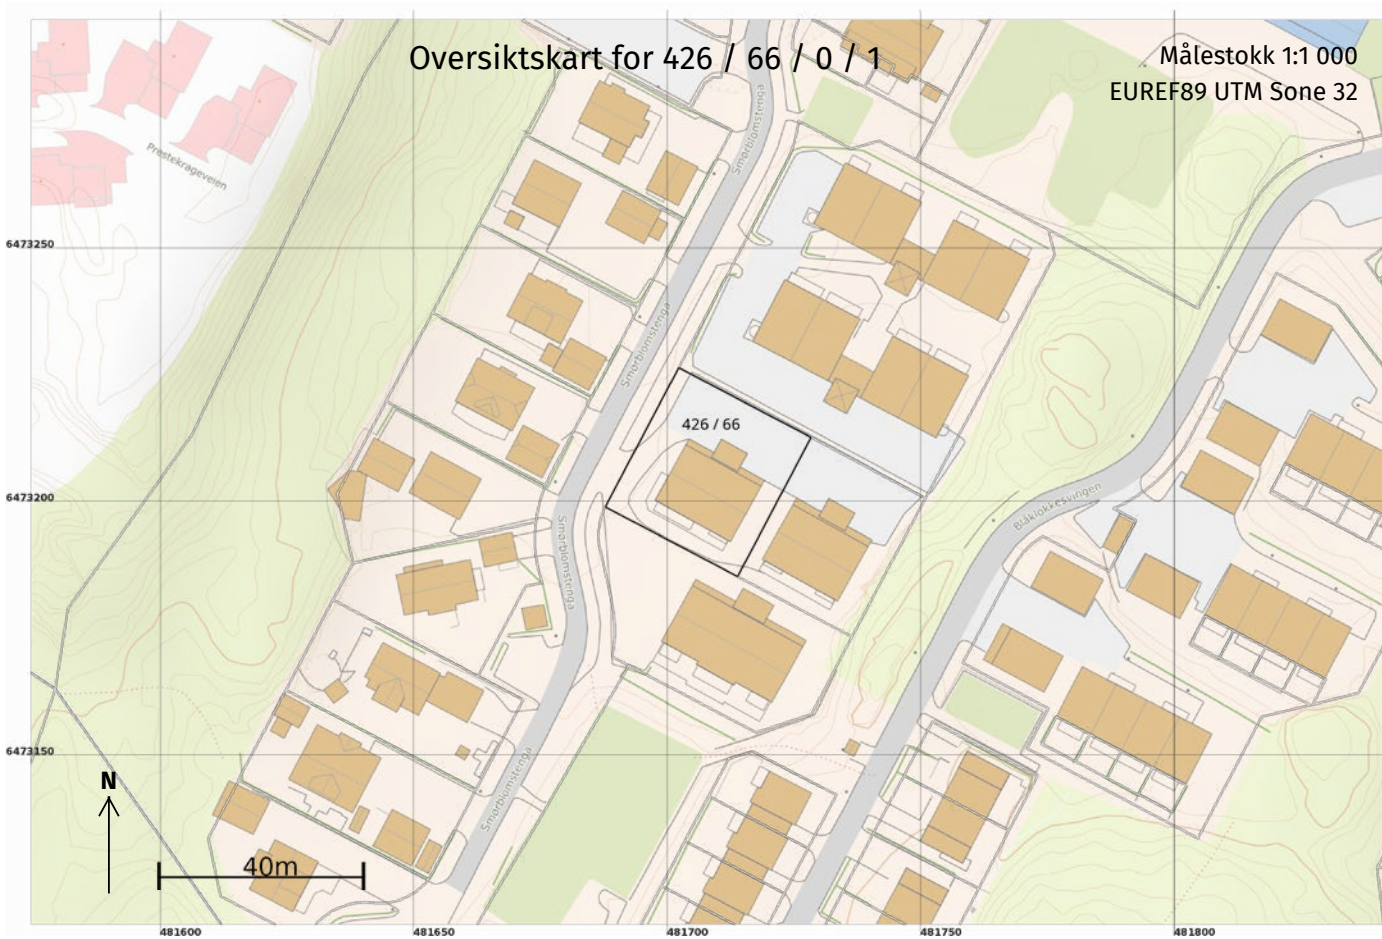 Oversiktskart for 426 / 66 / 0 / 1
Målestokk 1:1 000
EUREF89 UTM Sone 32
Prestekrageveien
Smørblomstenga
6473250
Smørblomstenga
426 / 66
6473200
Blåklokkesvingen
Smørblomstenga
6473150
Smørblomstenga
N
40m
481600
481650
481700
481750
481800